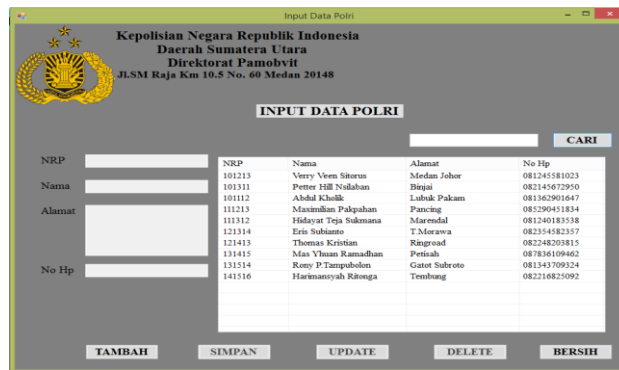 Input Data Polri
Kepolisian Negara Republik Indonesia
Daerah Sumatera Utara
Direktorat Pamobvit
JLSM Raja Km 10.5 No. 60 Medan 20148
INPUT DATA POLRI
CARI
NRP
Nama
Alamat
No Hp
NRP Nama Alamat No Hp
101213 Verry Veen Sitorus Medan Johor 081245581023
101311 Petter Hill Nsilaban Binjai 082145672950
101112 Abdul Kholik Lubuk Pakam 081362901647
111213 Maximilian Pakpahan Pancing 085290451834
111312 Hidayat Teja Sukmana Marendal 081240183538
121314 Eris Subianto T.Morawa 082354582357
121413 Thomas Kristian Ringroad 082248203815
131415 Mas Yhuan Ramadhan Petisah 087836109462
131514 Rony P.Tampubolon Gatot Subroto 081343709324
141516 Harimansyah Ritonga Tembung 082216825092
TAMBAH SIMPAN UPDATE DELETE BERSIH